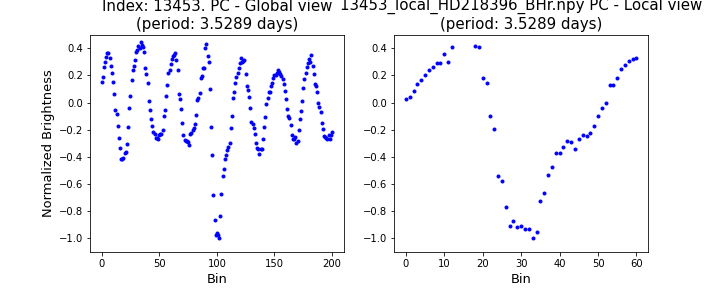 Index: 13453. PC - Global view
(period: 3.5289 days)
13453_local_HD218396_BHr.npy PC - Local view
(period: 3.5289 days)
Normalized Brightness
0.4
0.2
0.0
−0.2
−0.4
−0.6
−0.8
−1.0
0 50 100 150 200
Bin
0.4
0.2
0.0
−0.2
−0.4
−0.6
−0.8
−1.0
0 10 20 30 40 50 60
Bin